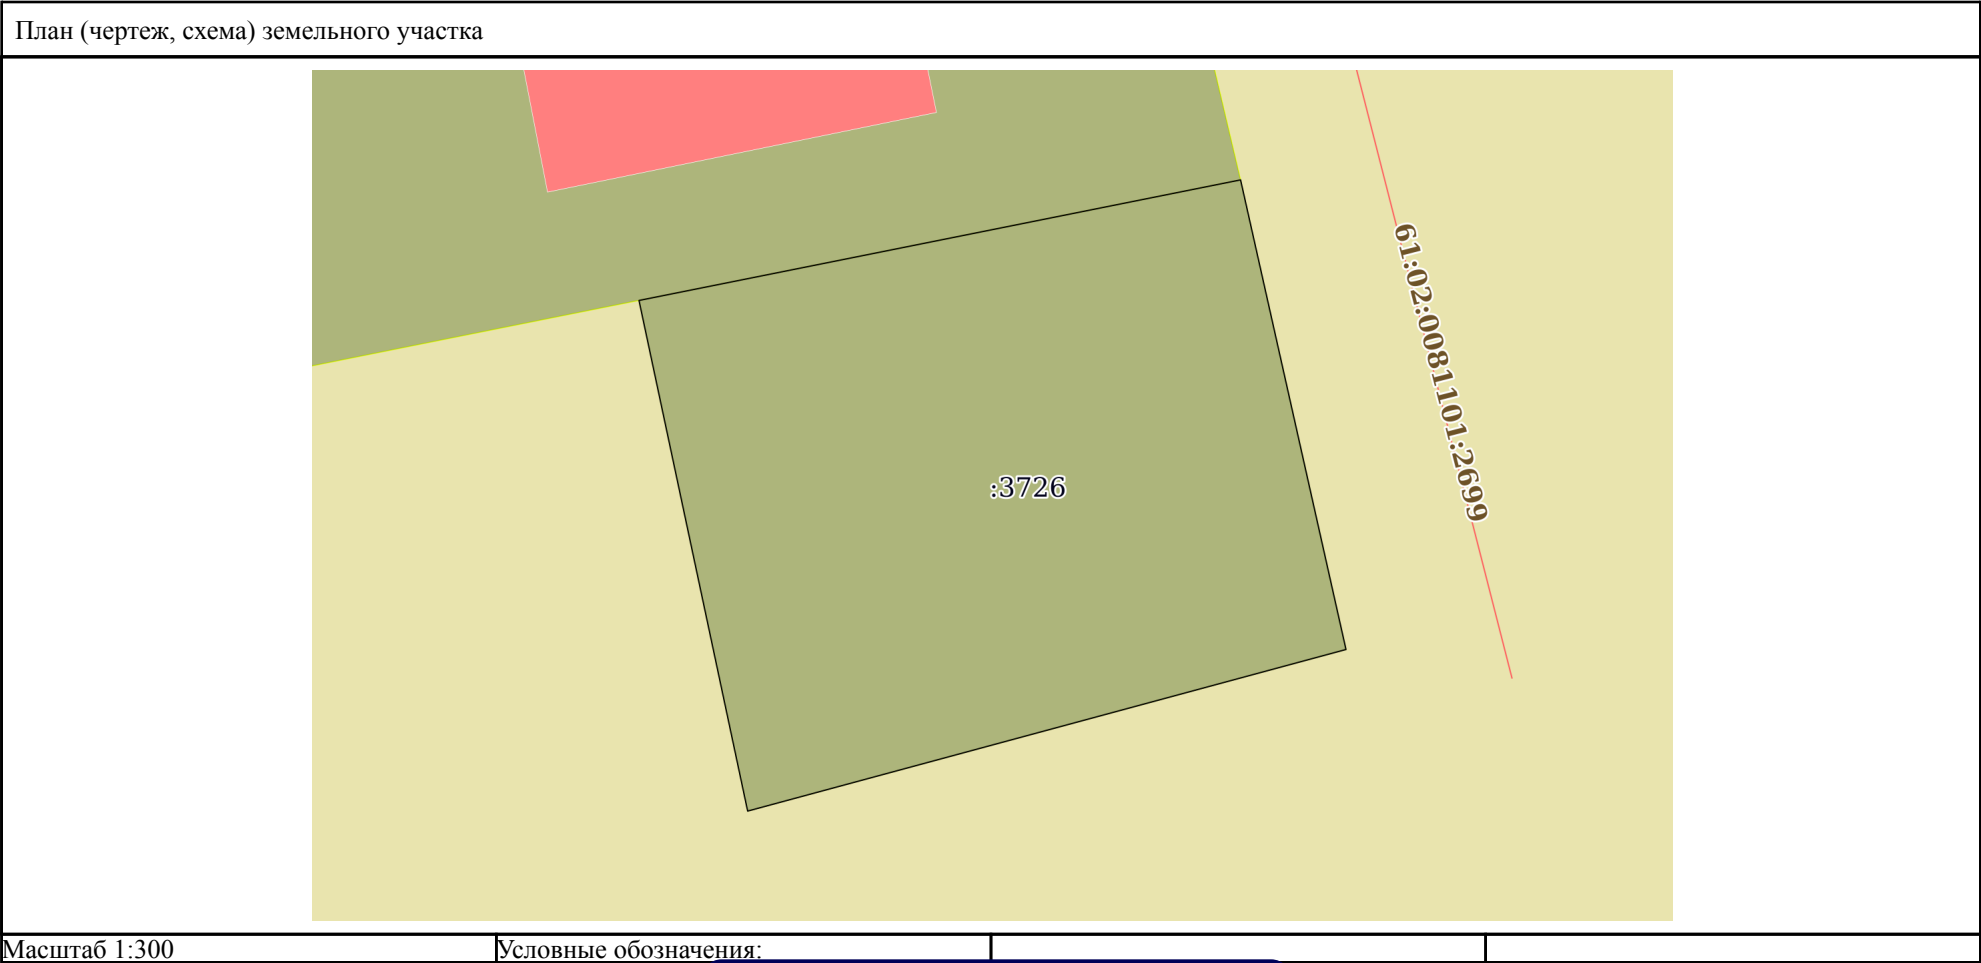 План (чертеж, схема) земельного участка
61:02:0081101:2699
:3726
Масштаб 1:300
Условные обозначения: